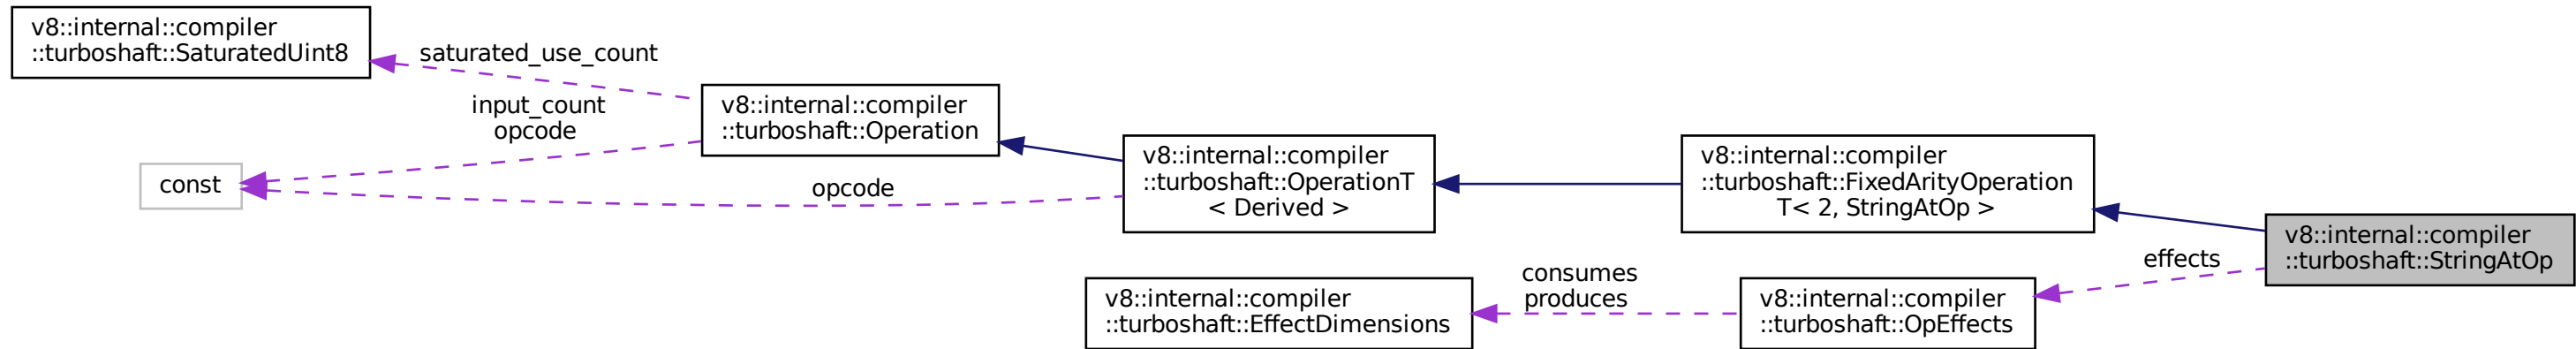 v8::internal::compiler
::turboshaft::SaturatedUint8
saturated_use_count
input_count
opcode
v8::internal::compiler
::turboshaft::Operation
const
opcode
v8::internal::compiler
::turboshaft::OperationT
< Derived >
v8::internal::compiler
::turboshaft::FixedArityOperation
T< 2, StringAtOp >
v8::internal::compiler
::turboshaft::StringAtOp
effects
v8::internal::compiler
::turboshaft::EffectDimensions
consumes
produces
v8::internal::compiler
::turboshaft::OpEffects